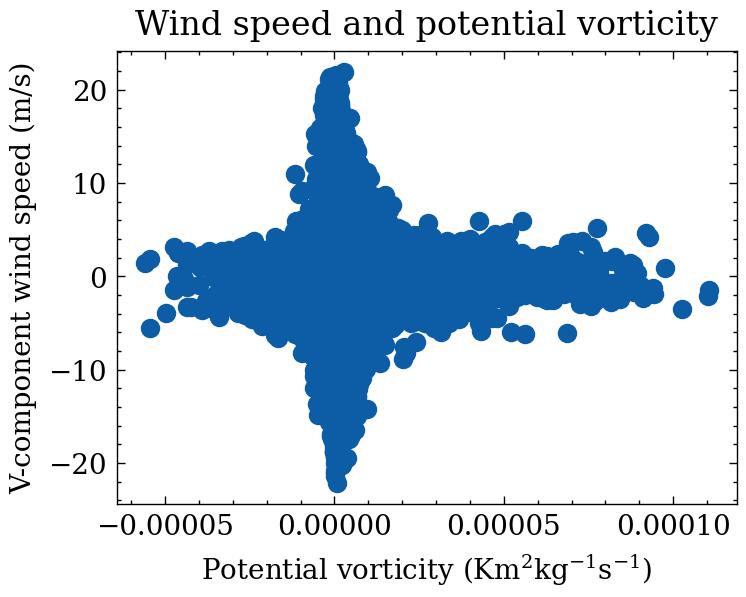 Wind speed and potential vorticity
V-component wind speed (m/s)
20
10
0
−10
−20
−0.00005 0.00000 0.00005 0.00010
Potential vorticity (Km²kg⁻¹s⁻¹)